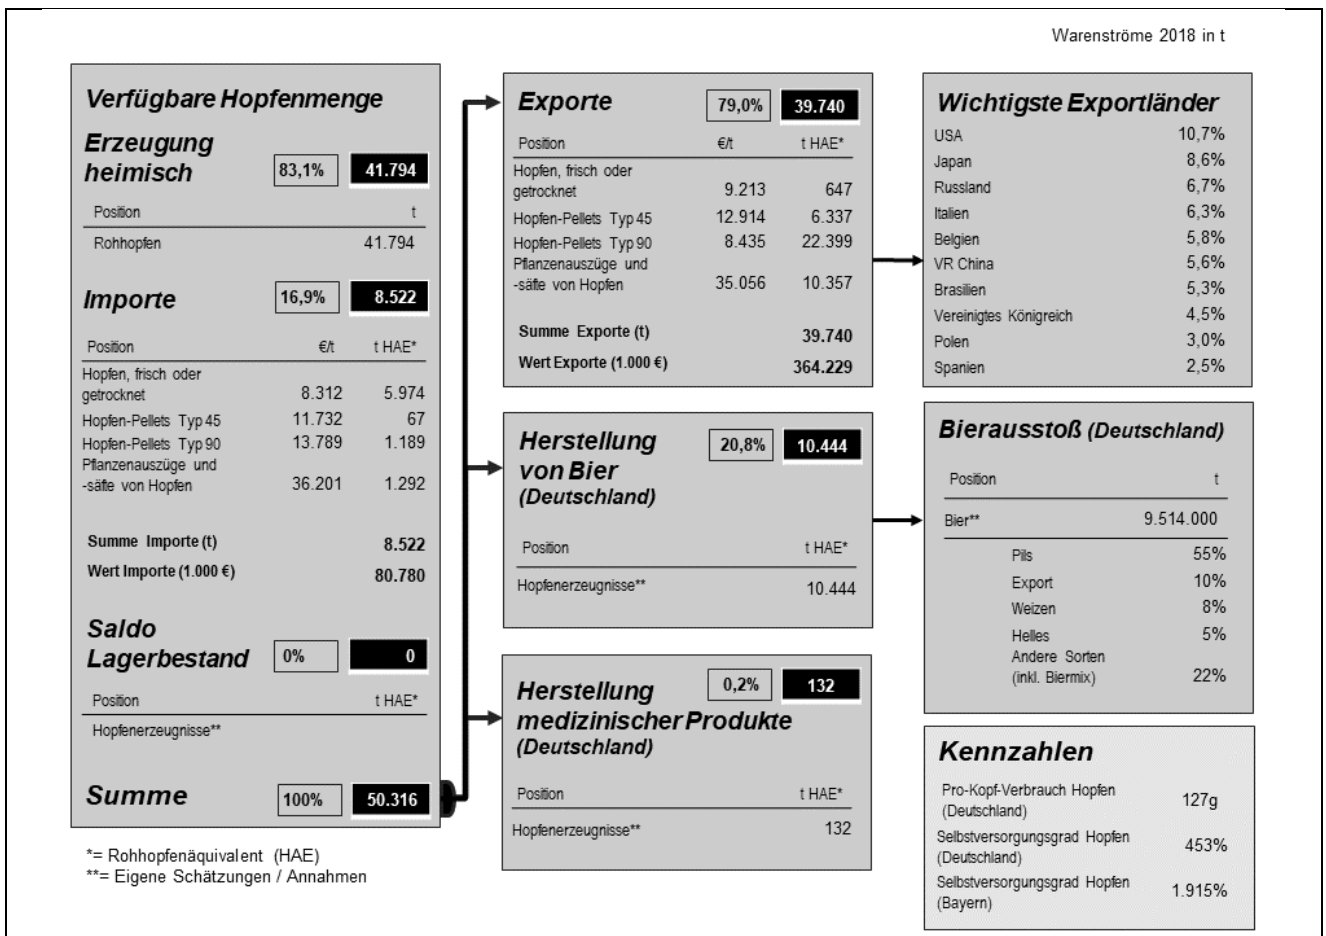 Warenströme 2018 in t
Verfügbare Hopfenmenge
Erzeugung
heimisch 83,1% 41.794
Position t
Rohhopfen 41.794
Importe 16,9% 8.522
Position €/t t HAE*
Hopfen, frisch oder
getrocknet 8.312 5.974
Hopfen-Pellets Typ 45 11.732 67
Hopfen-Pellets Typ 90 13.789 1.189
Pflanzenauszüge und
-säfte von Hopfen 36.201 1.292
Summe Importe (t) 8.522
Wert Importe (1.000 €) 80.780
Saldo
Lagerbestand 0% 0
Position t HAE*
Hopfenerzeugnisse**
Summe 100% 50.316
*= Rohhopfenäquivalent (HAE)
**= Eigene Schätzungen / Annahmen
Exporte 79,0% 39.740
Position €/t t HAE*
Hopfen, frisch oder
getrocknet 9.213 647
Hopfen-Pellets Typ 45 12.914 6.337
Hopfen-Pellets Typ 90 8.435 22.399
Pflanzenauszüge und
-säfte von Hopfen 35.056 10.357
Summe Exporte (t) 39.740
Wert Exporte (1.000 €) 364.229
Herstellung 20,8% 10.444
von Bier
(Deutschland)
Position t HAE*
Hopfenerzeugnisse** 10.444
Herstellung 0,2% 132
medizinischer Produkte
(Deutschland)
Position t HAE*
Hopfenerzeugnisse** 132
Wichtigste Exportländer
USA 10,7%
Japan 8,6%
Russland 6,7%
Italien 6,3%
Belgien 5,8%
VR China 5,6%
Brasilien 5,3%
Vereinigtes Königreich 4,5%
Polen 3,0%
Spanien 2,5%
Bierausstoß (Deutschland)
Position t
Bier** 9.514.000
Pils 55%
Export 10%
Weizen 8%
Helles 5%
Andere Sorten
(inkl. Biermix) 22%
Kennzahlen
Pro-Kopf-Verbrauch Hopfen
(Deutschland) 127g
Selbstversorgungsgrad Hopfen
(Deutschland) 453%
Selbstversorgungsgrad Hopfen
(Bayern) 1.915%